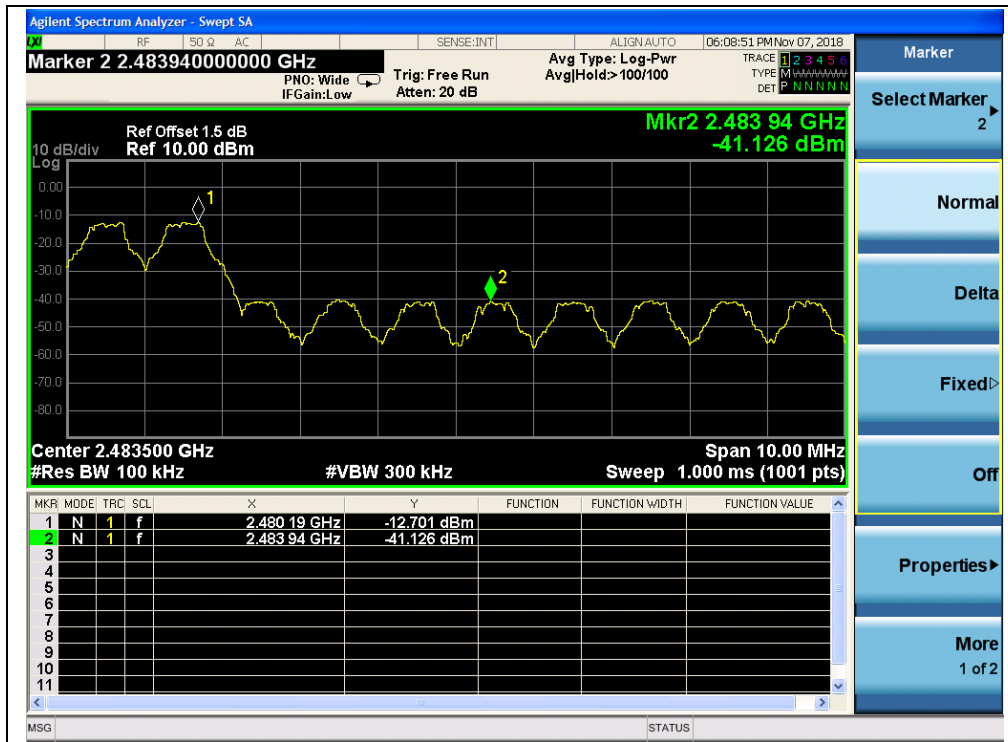 Agilent Spectrum Analyzer - Swept SA
LXI RF 50 Ω AC SENSE:INT ALIGN AUTO 06:08:51 PM Nov 07, 2018
Marker 2 2.483940000000 GHz
PNO: Wide
IFGain:Low
Trig: Free Run
Atten: 20 dB
Avg Type: Log-Pwr
Avg|Hold:>100/100
TRACE 1 2 3 4 5 6
TYPE M WWWWW
DET P N N N N N
Mkr2 2.483 94 GHz
-41.126 dBm
Ref Offset 1.5 dB
10 dB/div Ref 10.00 dBm
Log
0.00
-10.0
-20.0
-30.0
-40.0
-50.0
-60.0
-70.0
-80.0
1
2
Center 2.483500 GHz Span 10.00 MHz
#Res BW 100 kHz #VBW 300 kHz Sweep 1.000 ms (1001 pts)
MKR MODE TRC SCL X Y FUNCTION FUNCTION WIDTH FUNCTION VALUE
1 N 1 f 2.480 19 GHz -12.701 dBm
2 N 1 f 2.483 94 GHz -41.126 dBm
3
4
5
6
7
8
9
10
11
MSG STATUS
Marker
Select Marker
2
Normal
Delta
Fixed
Off
Properties
More
1 of 2